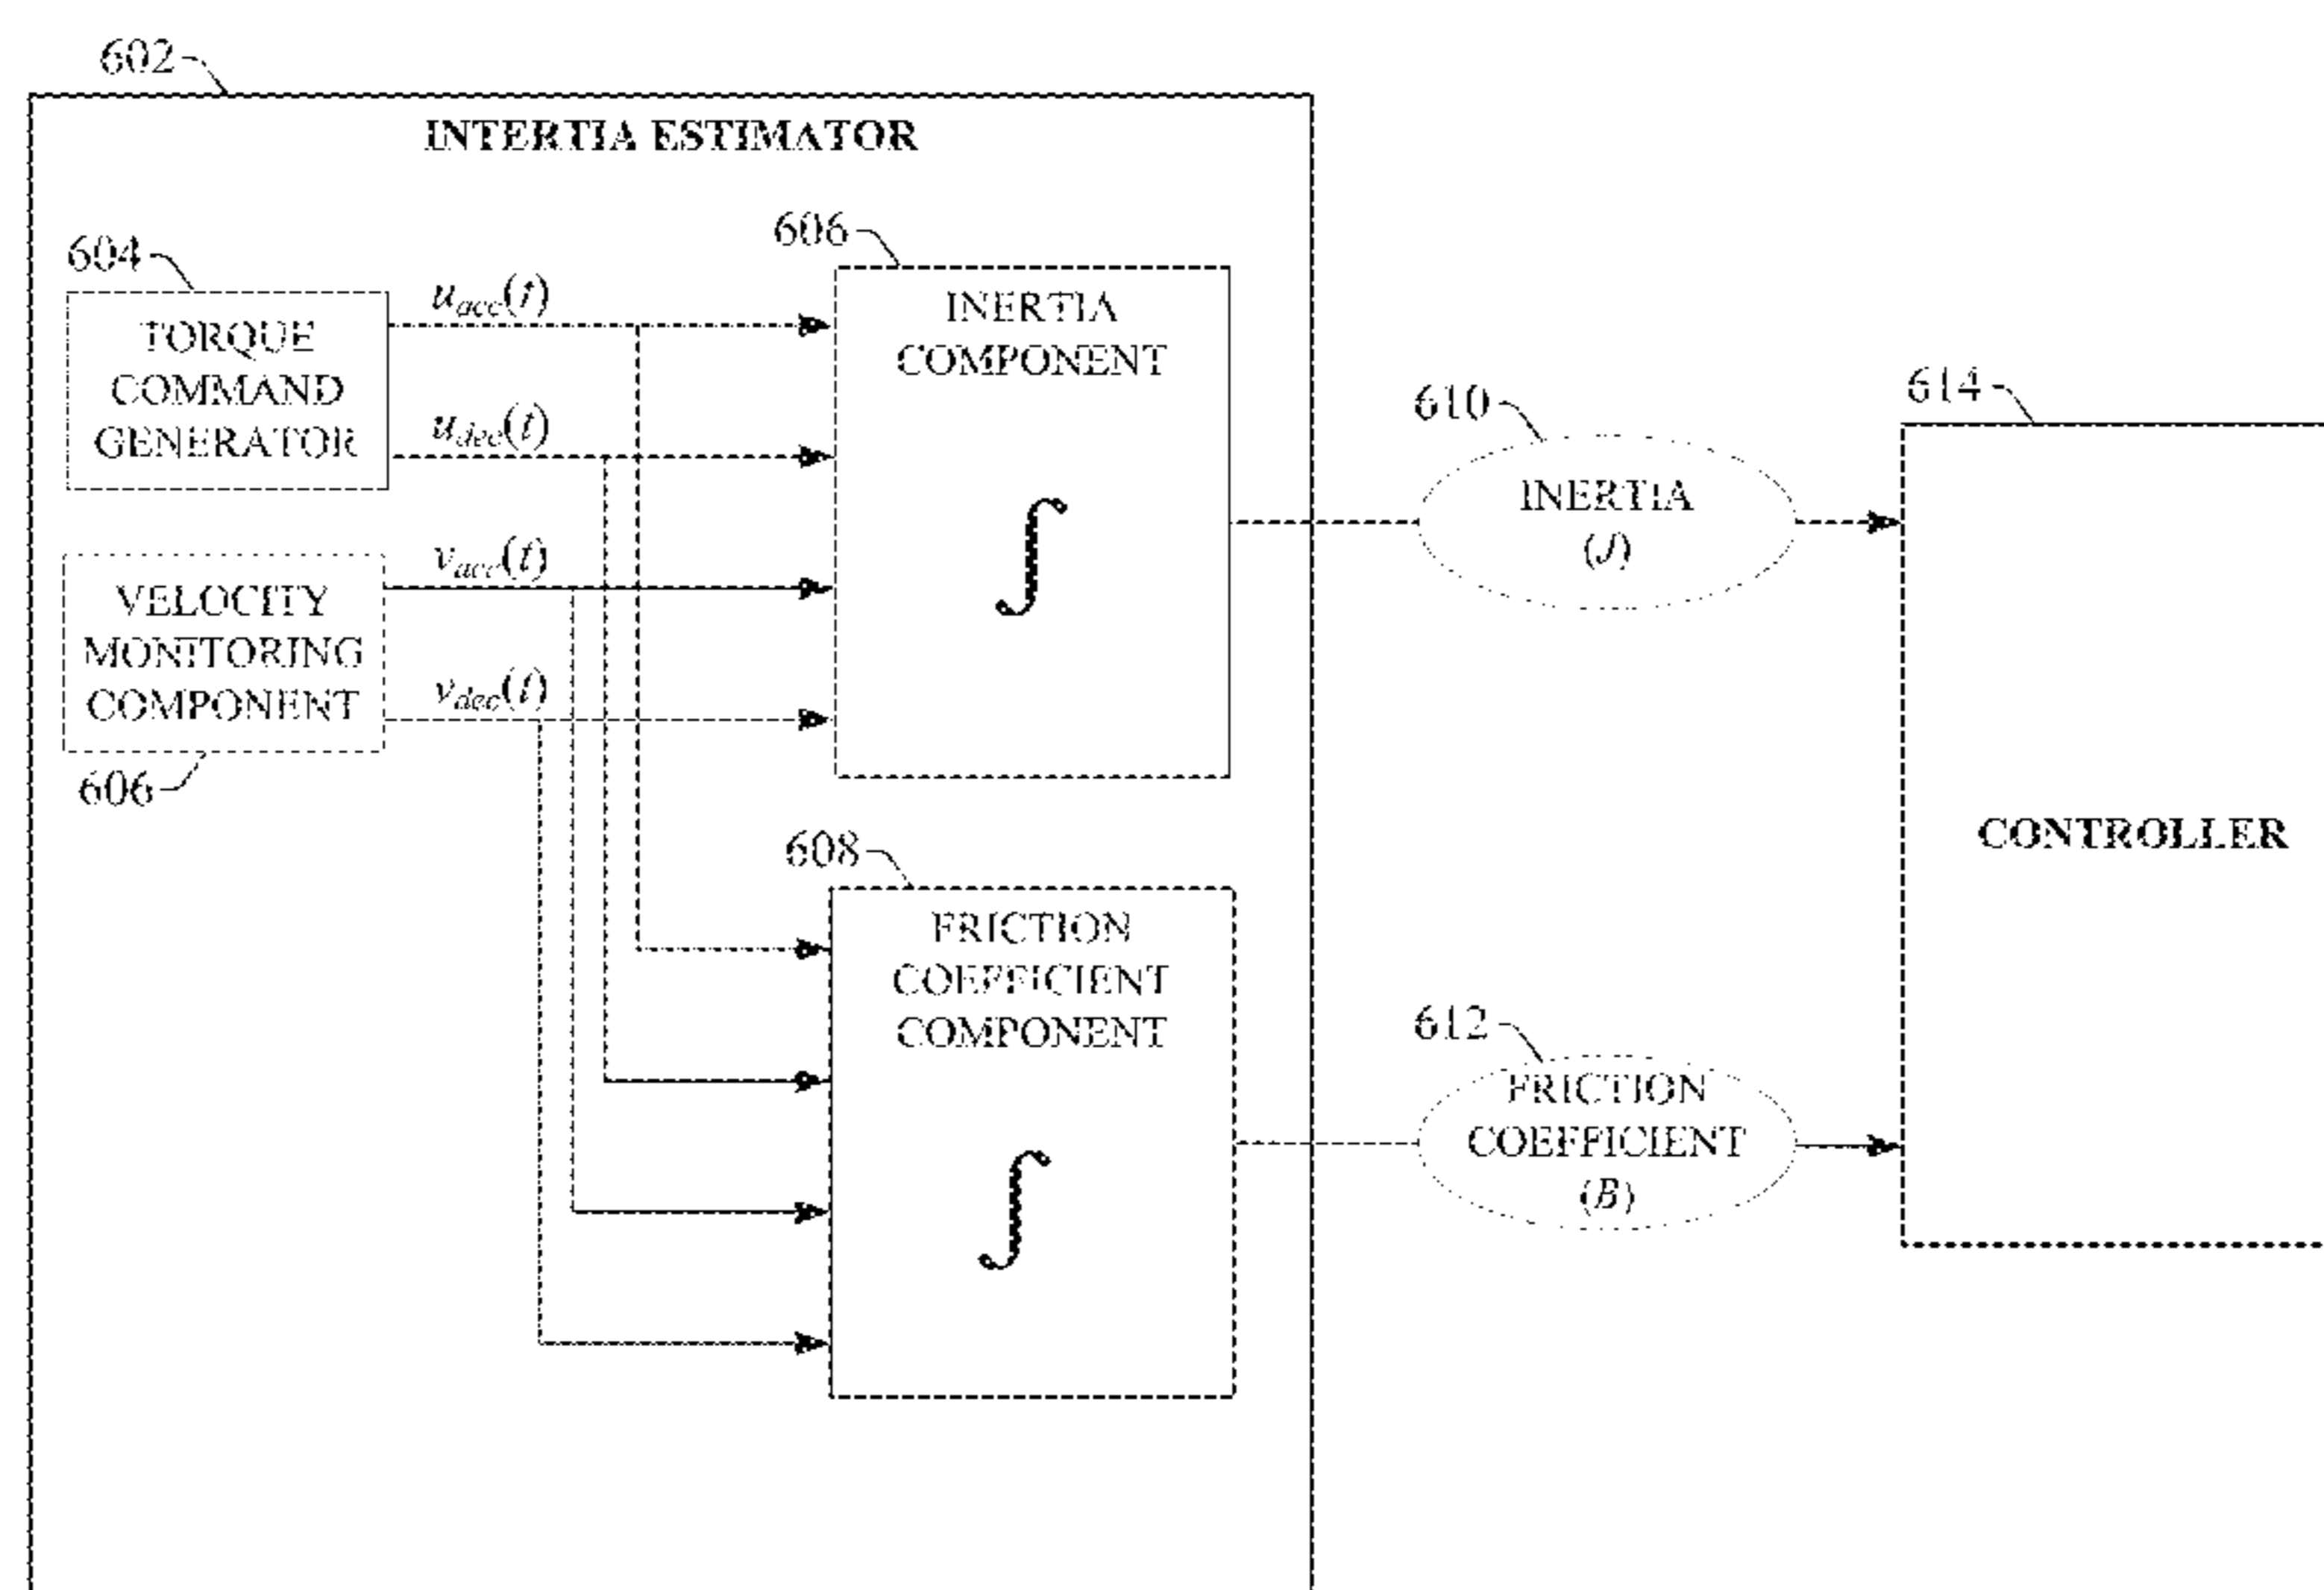 602
INTERTIA ESTIMATOR
604
TORQUE
COMMAND
GENERATOR
u_acc(t)
u_dec(t)
VELOCITY
MONITORING
COMPONENT
606
v_acc(t)
v_dec(t)
606
INERTIA
COMPONENT
∫
608
FRICTION
COEFFICIENT
COMPONENT
∫
610
INERTIA
(J)
612
FRICTION
COEFFICIENT
(B)
614
CONTROLLER